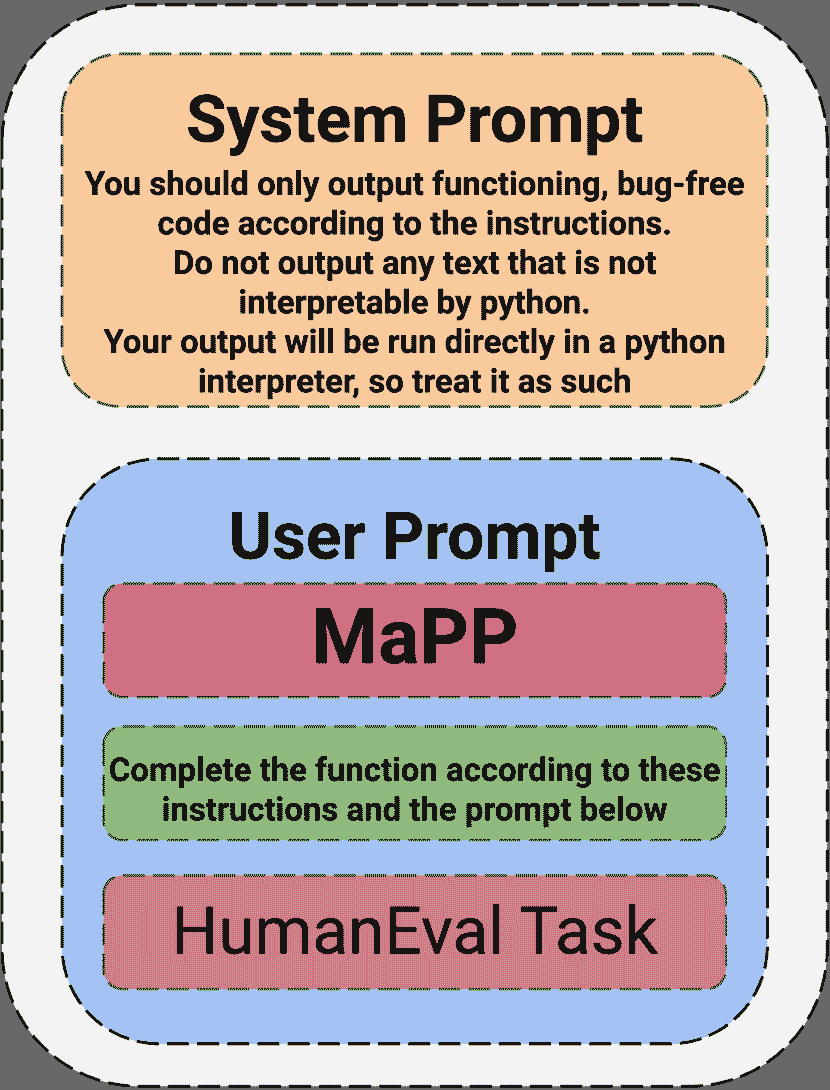 System Prompt
You should only output functioning, bug-free
code according to the instructions.
Do not output any text that is not
interpretable by python.
Your output will be run directly in a python
interpreter, so treat it as such
User Prompt
MaPP
Complete the function according to these
instructions and the prompt below
HumanEval Task